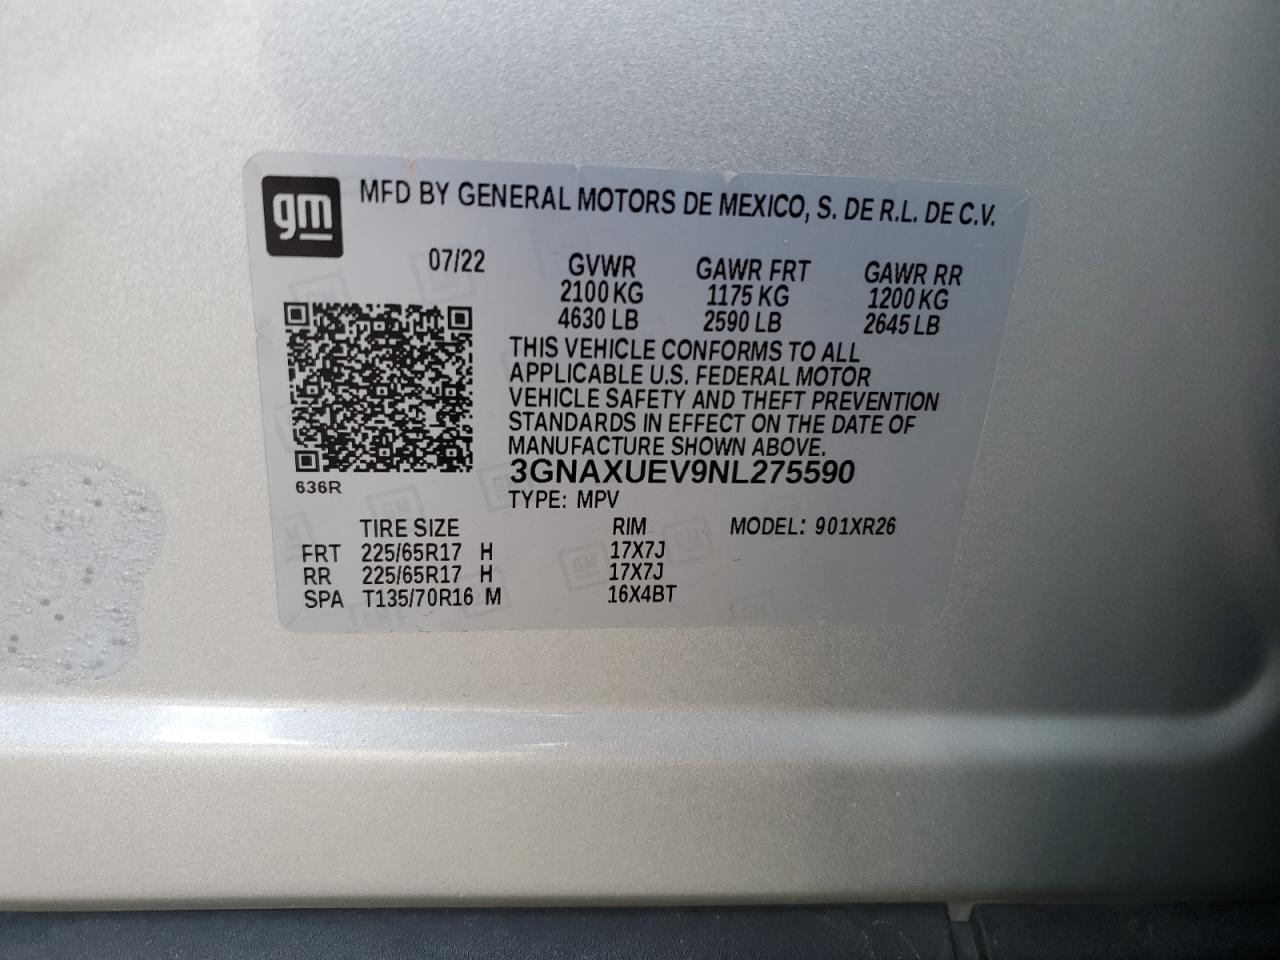 gm MFD BY GENERAL MOTORS DE MEXICO, S. DE R.L. DE C.V.
07/22 GVWR GAWR FRT GAWR RR
2100 KG 1175 KG 1200 KG
4630 LB 2590 LB 2645 LB
THIS VEHICLE CONFORMS TO ALL
APPLICABLE U.S. FEDERAL MOTOR
VEHICLE SAFETY AND THEFT PREVENTION
STANDARDS IN EFFECT ON THE DATE OF
MANUFACTURE SHOWN ABOVE.
3GNAXUEV9NL275590
636R
TYPE: MPV
TIRE SIZE RIM MODEL: 901XR26
FRT 225/65R17 H 17X7J
RR 225/65R17 H 17X7J
SPA T135/70R16 M 16X4BT